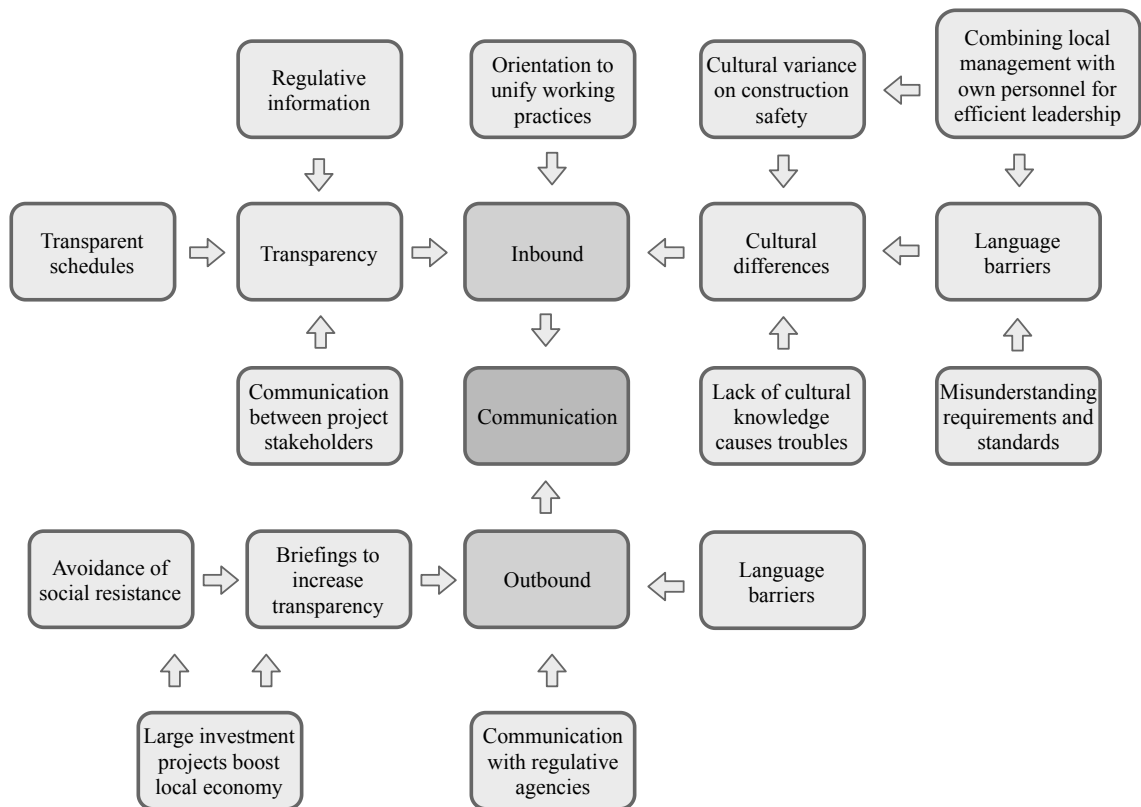 Regulative
information
Orientation to
unify working
practices
Cultural variance
on construction
safety
Combining local
management with
own personnel for
efficient leadership
Transparent
schedules
Transparency
Inbound
Cultural
differences
Language
barriers
Communication
between project
stakeholders
Communication
Lack of cultural
knowledge
causes troubles
Misunderstanding
requirements and
standards
Avoidance of
social resistance
Briefings to
increase
transparency
Outbound
Language
barriers
Large investment
projects boost
local economy
Communication
with regulative
agencies